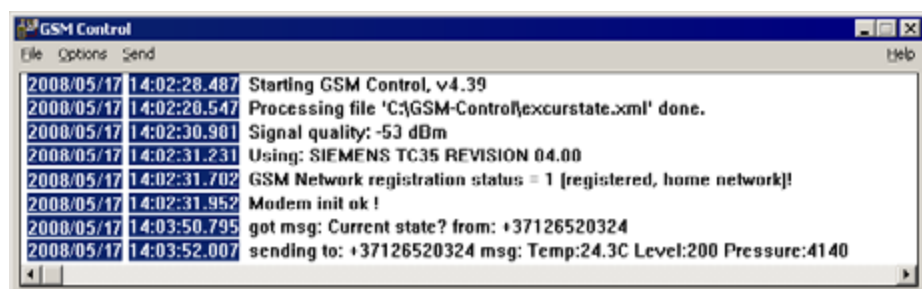 GSM Control
File Options Send Help
2008/05/17 14:02:28.487 Starting GSM Control, v4.39
2008/05/17 14:02:28.547 Processing file 'C:\GSM-Control\excurstate.xml' done.
2008/05/17 14:02:30.981 Signal quality: -53 dBm
2008/05/17 14:02:31.231 Using: SIEMENS TC35 REVISION 04.00
2008/05/17 14:02:31.702 GSM Network registration status = 1 (registered, home network)!
2008/05/17 14:02:31.952 Modem init ok !
2008/05/17 14:03:50.795 got msg: Current state? from: +37126520324
2008/05/17 14:03:52.007 sending to: +37126520324 msg: Temp:24.3C Level:200 Pressure:4140